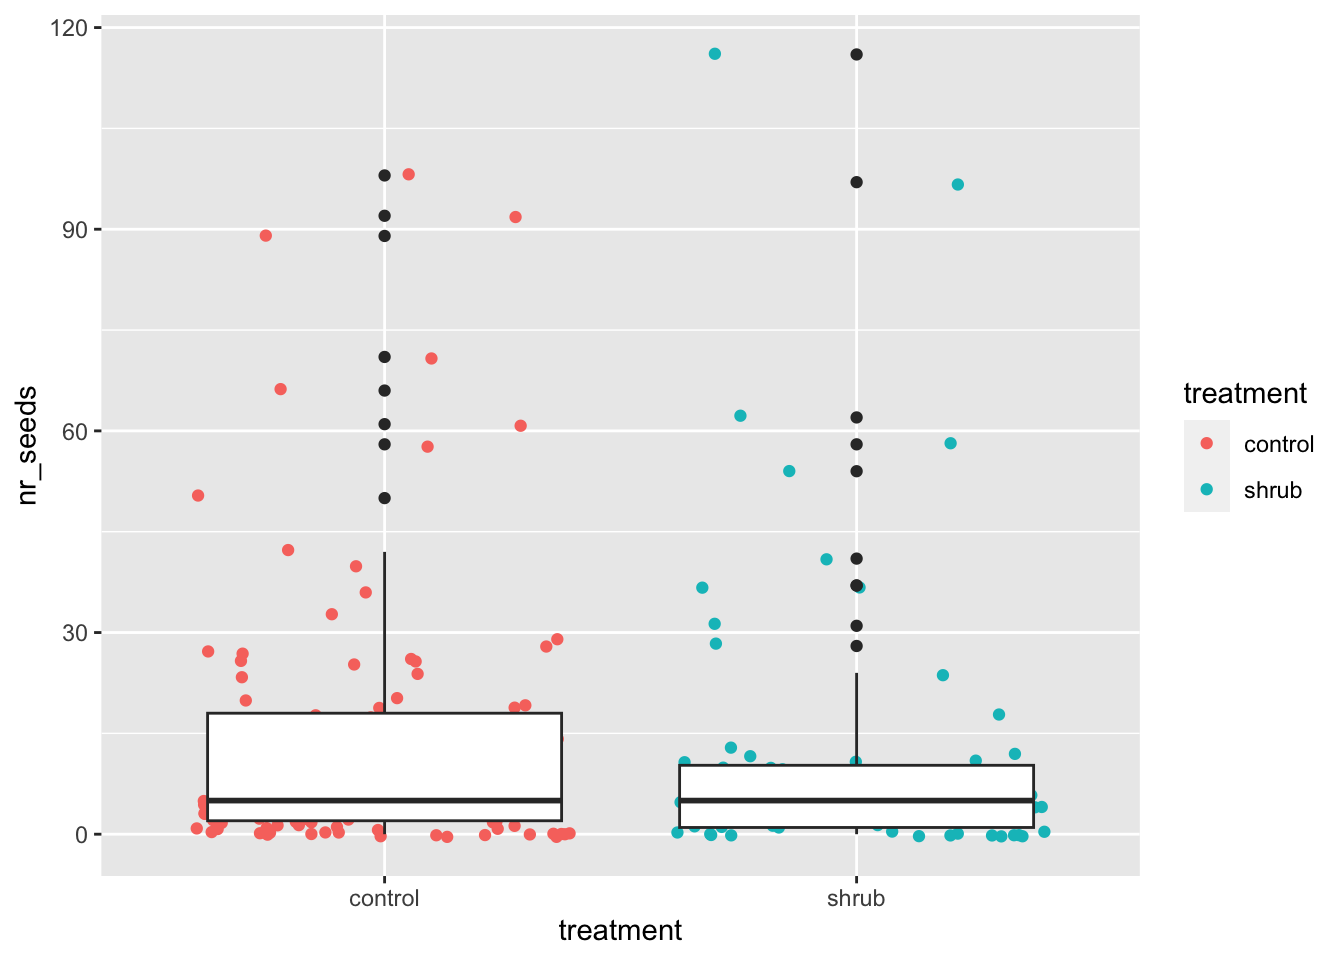 120
90
60
30
0
nr_seeds
control
shrub
treatment
treatment
control
shrub